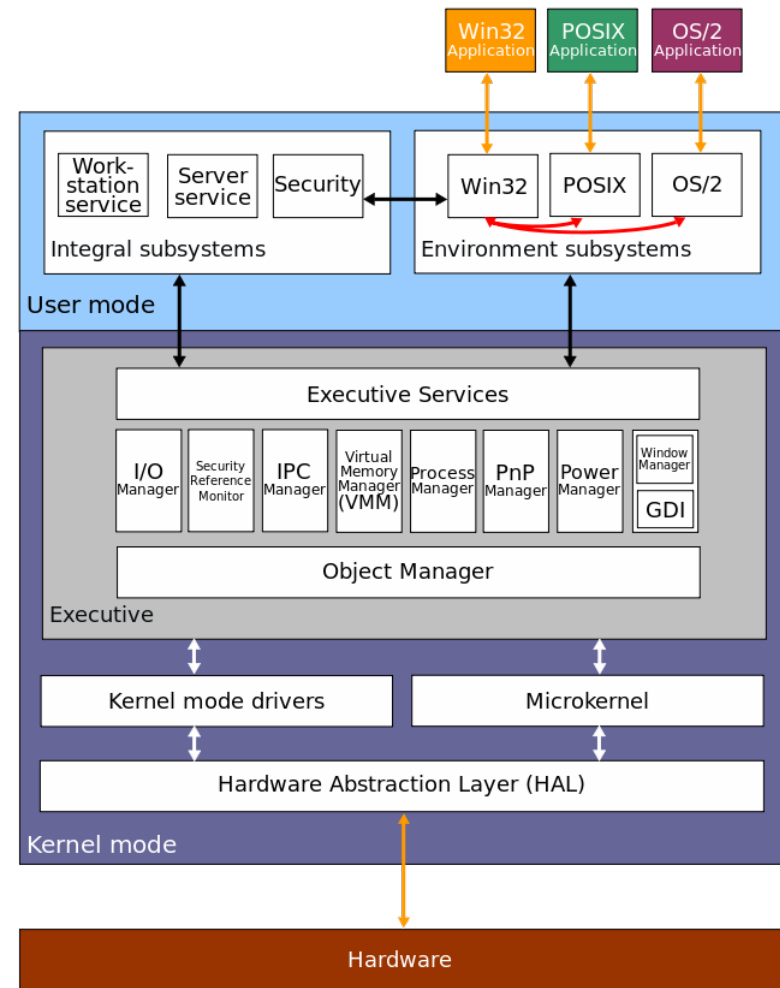 Win32
Application
POSIX
Application
OS/2
Application
Work-
station
service
Server
service
Security
Integral subsystems
Win32
POSIX
OS/2
Environment subsystems
User mode
Executive Services
I/O
Manager
Security
Reference
Monitor
IPC
Manager
Virtual
Memory
Manager
(VMM)
Process
Manager
PnP
Manager
Power
Manager
Window
Manager
GDI
Object Manager
Executive
Kernel mode drivers
Microkernel
Hardware Abstraction Layer (HAL)
Kernel mode
Hardware